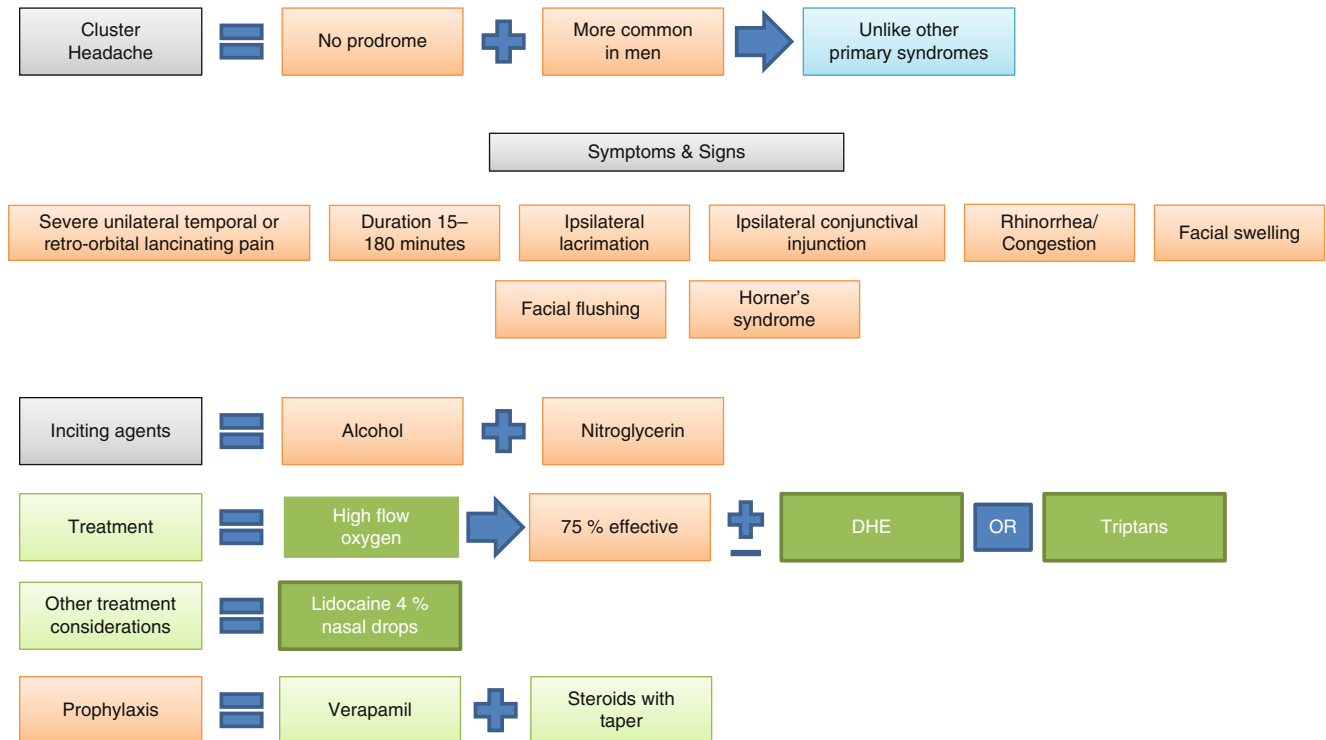 Cluster
Headache
No prodrome
More common
in men
Unlike other
primary syndromes
Symptoms & Signs
Severe unilateral temporal or
retro-orbital lancinating pain
Duration 15–
180 minutes
Ipsilateral
lacrimation
Ipsilateral conjunctival
injunction
Rhinorrhea/
Congestion
Facial swelling
Facial flushing
Horner's
syndrome
Inciting agents
Alcohol
Nitroglycerin
Treatment
High flow
oxygen
75 % effective
DHE
OR
Triptans
Other treatment
considerations
Lidocaine 4 %
nasal drops
Prophylaxis
Verapamil
Steroids with
taper